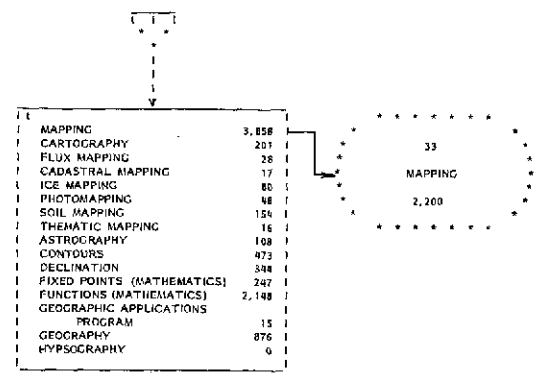 MAPPING 3,858
CARTOGRAPHY 201
FLUX MAPPING 28
CADASTRAL MAPPING 17
ICE MAPPING 80
PHOTOMAPPING 48
SOIL MAPPING 154
THEMATIC MAPPING 16
ASTROGRAPHY 108
CONTOURS 473
DECLINATION 344
FIXED POINTS (MATHEMATICS) 247
FUNCTIONS (MATHEMATICS) 2,148
GEOGRAPHIC APPLICATIONS
PROGRAM 15
GEOGRAPHY 876
HYPSOGRAPHY 0
33
MAPPING
2,200